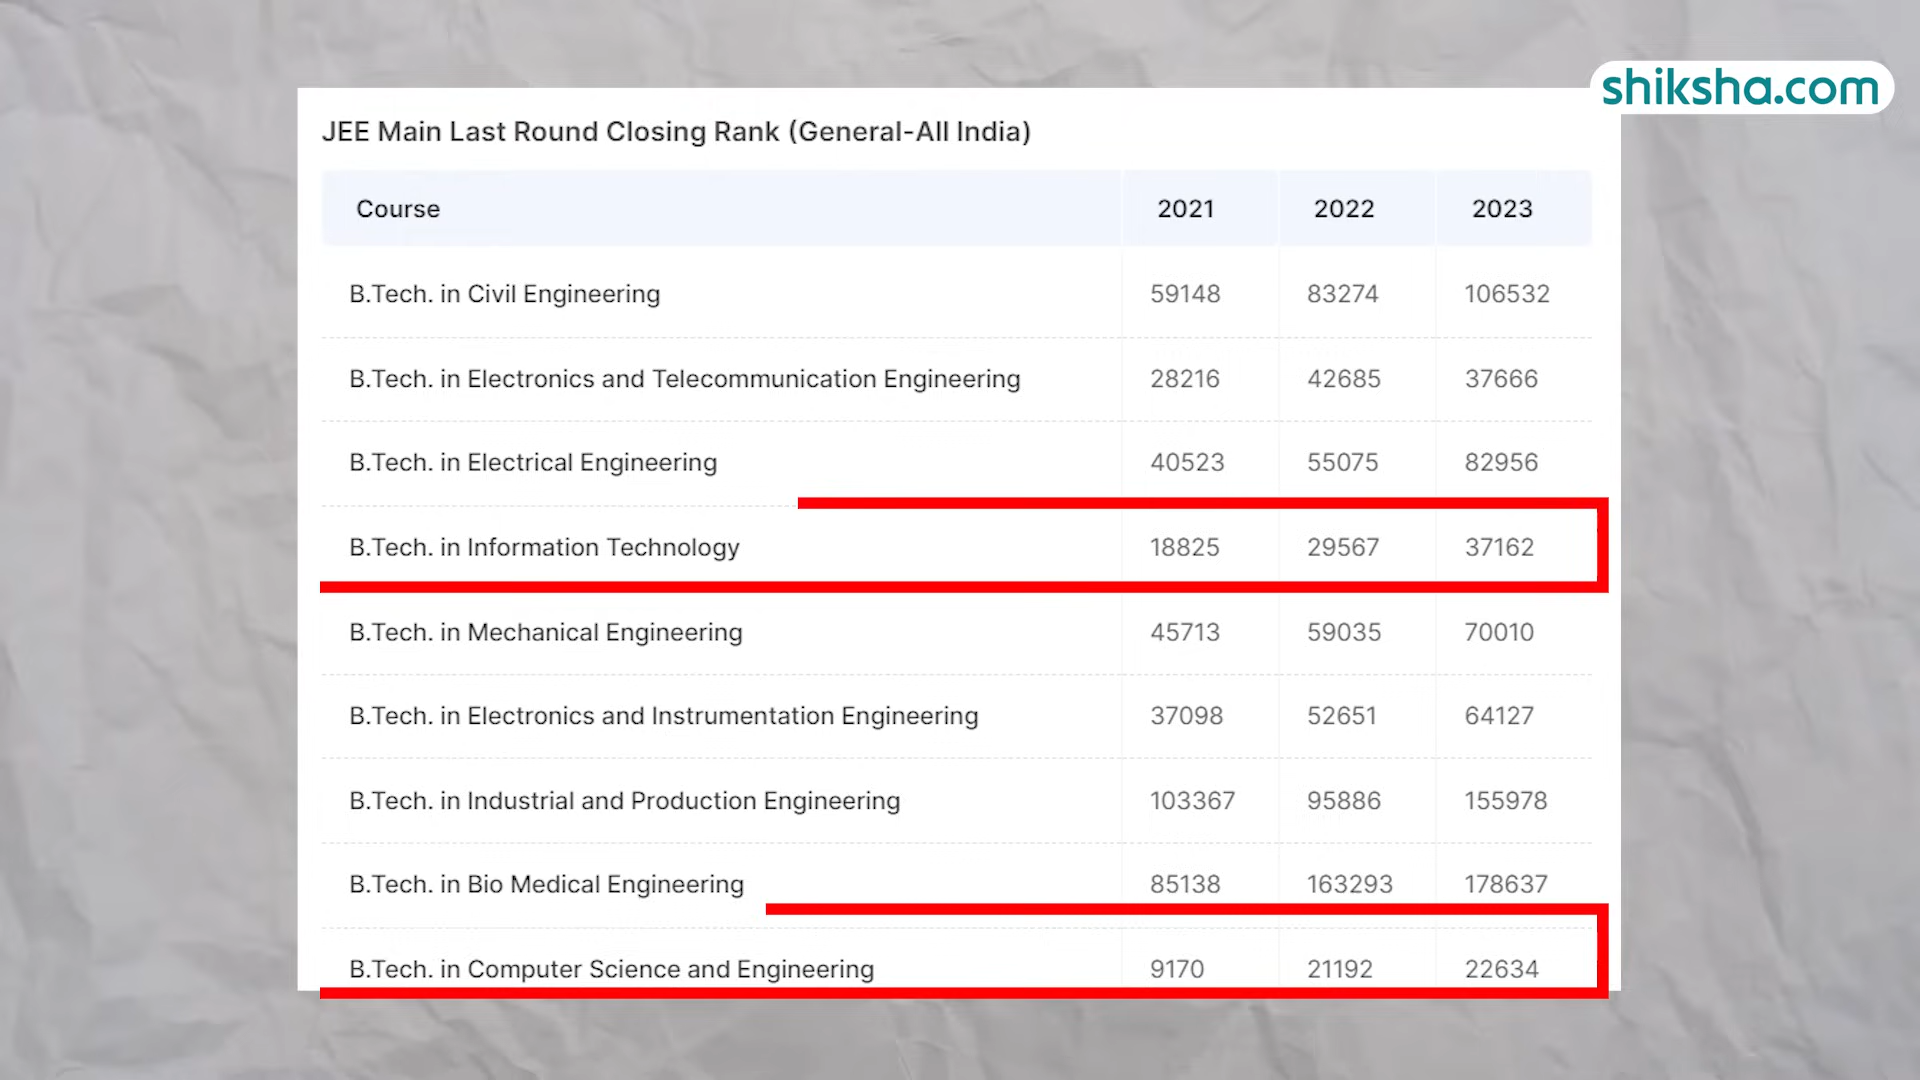 shiksha.com
JEE Main Last Round Closing Rank (General-All India)
Course 2021 2022 2023
B.Tech. in Civil Engineering 59148 83274 106532
B.Tech. in Electronics and Telecommunication Engineering 28216 42685 37666
B.Tech. in Electrical Engineering 40523 55075 82956
B.Tech. in Information Technology 18825 29567 37162
B.Tech. in Mechanical Engineering 45713 59035 70010
B.Tech. in Electronics and Instrumentation Engineering 37098 52651 64127
B.Tech. in Industrial and Production Engineering 103367 95886 155978
B.Tech. in Bio Medical Engineering 85138 163293 178637
B.Tech. in Computer Science and Engineering 9170 21192 22634